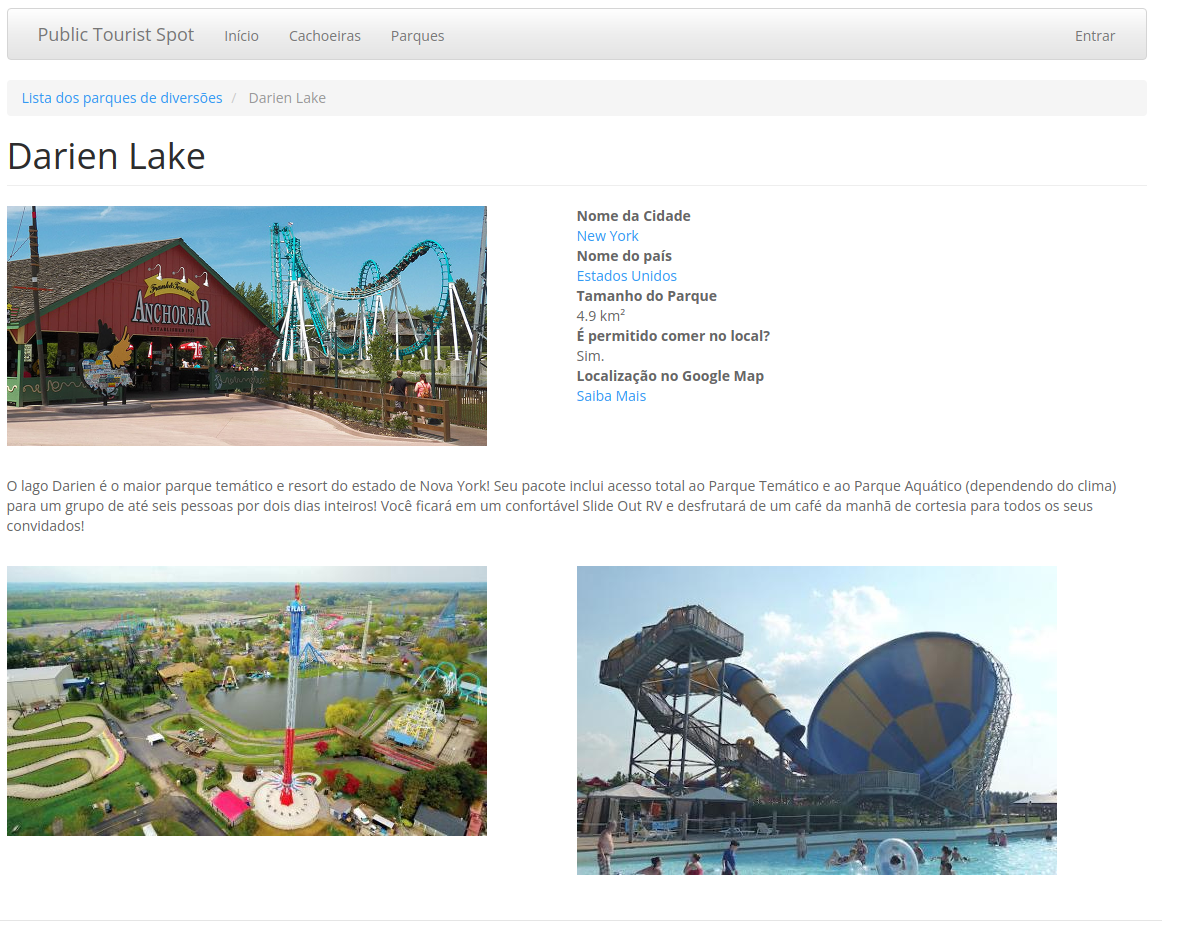 Public Tourist Spot Início Cachoeiras Parques Entrar
Lista dos parques de diversões / Darien Lake
Darien Lake
ANCHORBAR
Nome da Cidade
New York
Nome do país
Estados Unidos
Tamanho do Parque
4.9 km²
É permitido comer no local?
Sim.
Localização no Google Map
Saiba Mais
O lago Darien é o maior parque temático e resort do estado de Nova York! Seu pacote inclui acesso total ao Parque Temático e ao Parque Aquático (dependendo do clima)
para um grupo de até seis pessoas por dois dias inteiros! Você ficará em um confortável Slide Out RV e desfrutará de um café da manhã de cortesia para todos os seus
convidados!